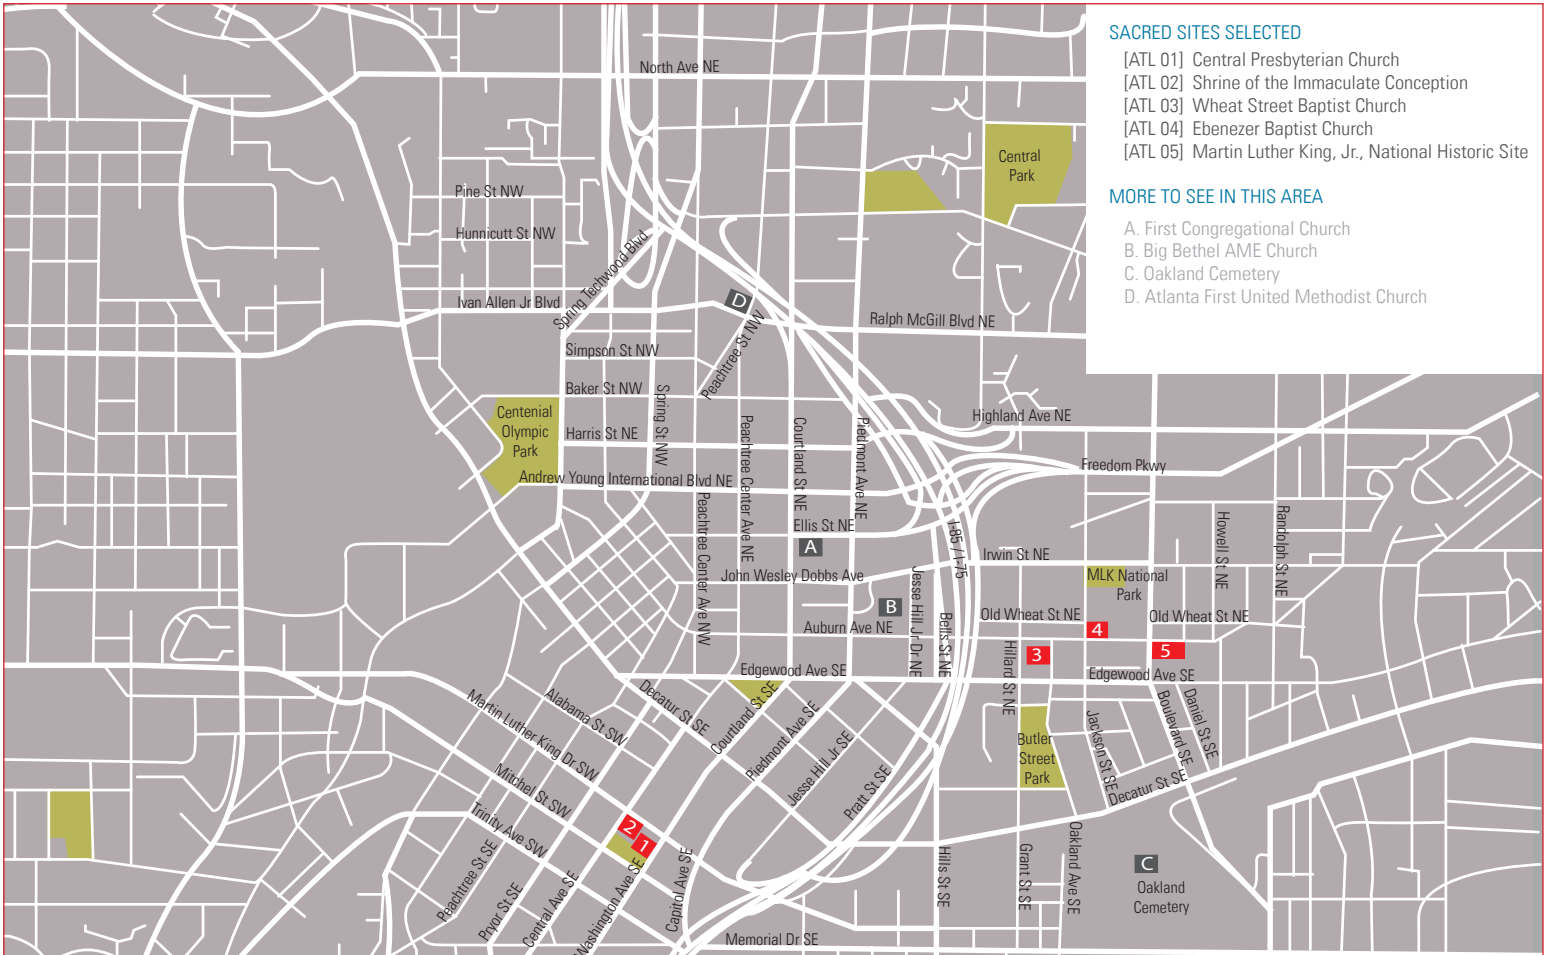 SACRED SITES SELECTED
[ATL 01] Central Presbyterian Church
[ATL 02] Shrine of the Immaculate Conception
[ATL 03] Wheat Street Baptist Church
[ATL 04] Ebenezer Baptist Church
[ATL 05] Martin Luther King, Jr., National Historic Site
MORE TO SEE IN THIS AREA
A. First Congregational Church
B. Big Bethel AME Church
C. Oakland Cemetery
D. Atlanta First United Methodist Church
North Ave NE
Central
Park
Pine St NW
Hunnicutt St NW
Spring Techwood Blvd
Ivan Allen Jr Blvd
D
Ralph McGill Blvd NE
Simpson St NW
Peachtree St NW
Baker St NW
Spring St NW
Centenial
Olympic
Park
Harris St NE
Peachtree Center Ave NE
Courtland St NE
Piedmont Ave NE
Highland Ave NE
Freedom Pkwy
Andrew Young International Blvd NE
Peachtree Center Ave NW
Ellis St NE
I-85 / I-75
Howell St NE
Randolph St NE
A
Irwin St NE
John Wesley Dobbs Ave
MLK National
Park
Jesse Hill Jr Dr NE
B
Bells St NE
Old Wheat St NE
Old Wheat St NE
Auburn Ave NE
4
Hillard St NE
3
5
Edgewood Ave SE
Edgewood Ave SE
Decatur St SE
Courtland St SE
Alabama St SW
Martin Luther King Dr SW
Piedmont Ave SE
Jesse Hill Jr SE
Pratt St SE
Butler
Street
Park
Jackson St SE
Boulevard SE
Daniel St SE
Decatur St SE
Mitchel St SW
Trinity Ave SW
2
1
Peachtree St SE
Pryor St SE
Central Ave SE
Washington Ave SE
Capitol Ave SE
Hills St SE
Grant St SE
Oakland Ave SE
C
Oakland
Cemetery
Memorial Dr SE